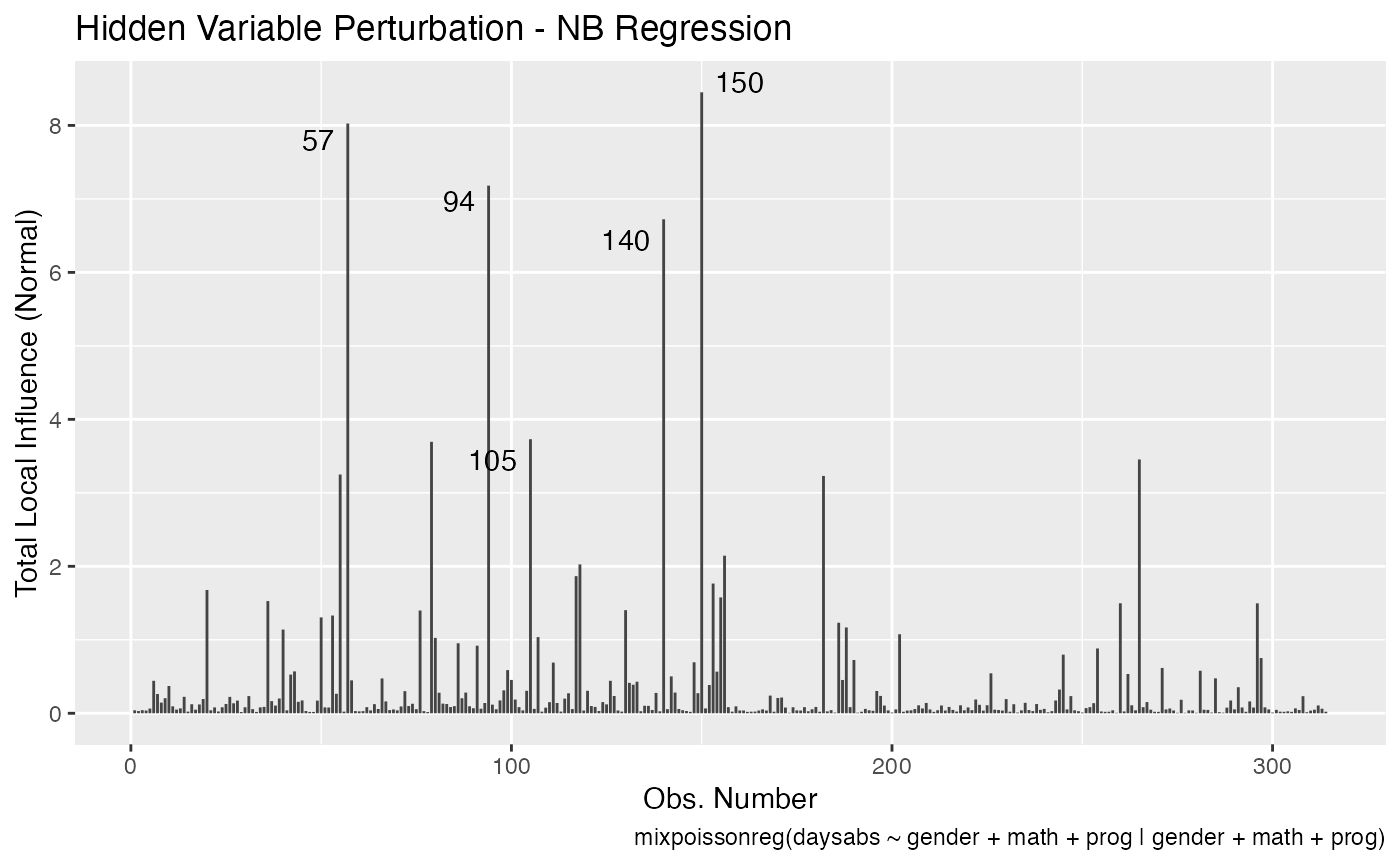 Hidden Variable Perturbation - NB Regression
150
8
57
94
140
6
Total Local Influence (Normal)
4
105
2
0
0 100 200 300
Obs. Number
mixpoissonreg(daysabs ~ gender + math + prog | gender + math + prog)